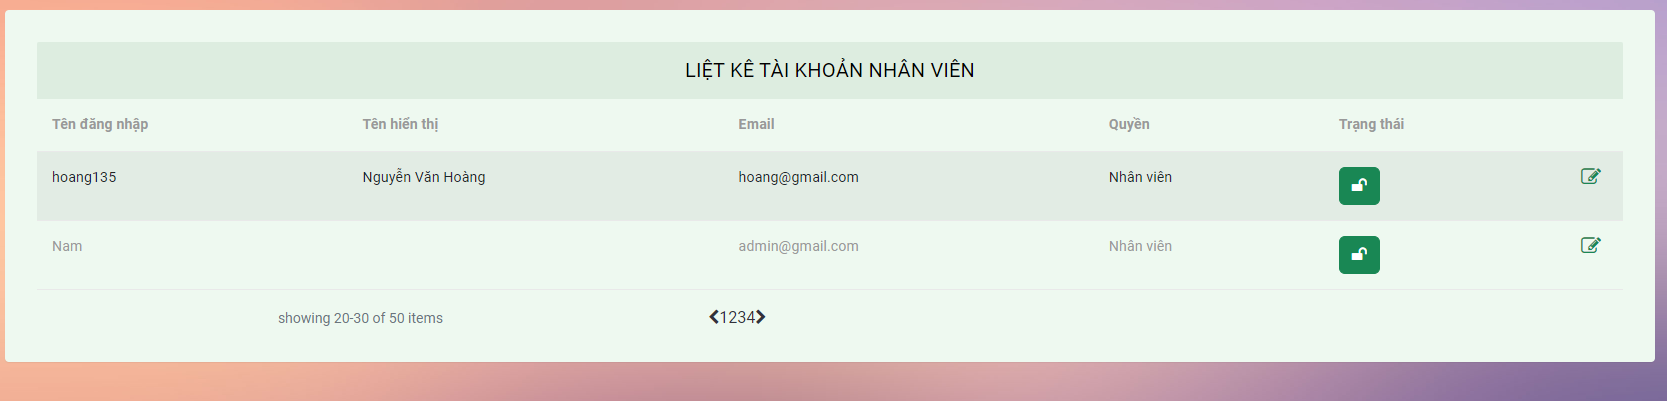 LIỆT KÊ TÀI KHOẢN NHÂN VIÊN
Tên đăng nhập Tên hiển thị Email Quyền Trạng thái
hoang135 Nguyễn Văn Hoàng hoang@gmail.com Nhân viên
Nam admin@gmail.com Nhân viên
showing 20-30 of 50 items 1234